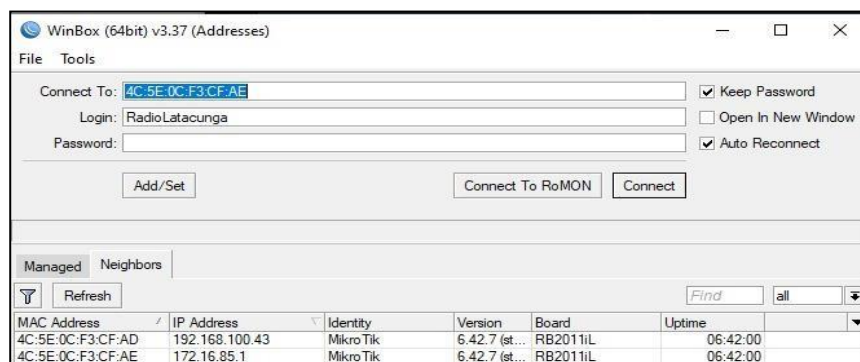 WinBox (64bit) v3.37 (Addresses)
File Tools
Connect To: 4C:5E:0C:F3:CF:AE
Keep Password
Login: RadioLatacunga
Open In New Window
Password:
Auto Reconnect
Add/Set Connect To RoMON Connect
Managed Neighbors
Refresh Find all
MAC Address IP Address Identity Version Board Uptime
4C:5E:0C:F3:CF:AD 192.168.100.43 MikroTik 6.42.7 (st... RB2011iL 06:42:00
4C:5E:0C:F3:CF:AE 172.16.85.1 MikroTik 6.42.7 (st... RB2011iL 06:42:00